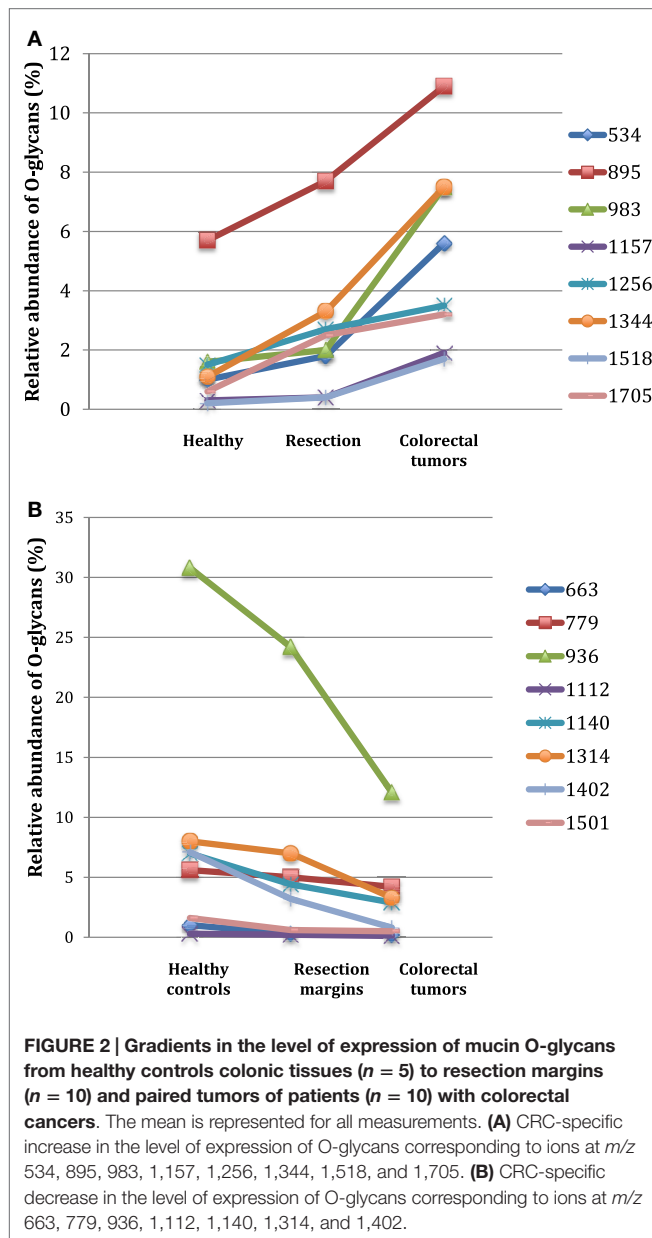 A
Relative abundance of O-glycans (%)
12
10
8
6
4
2
0
Healthy
Resection
Colorectal
tumors
534
895
983
1157
1256
1344
1518
1705
B
Relative abundance of O-glycans (%)
35
30
25
20
15
10
5
0
Healthy
controls
Resection
margins
Colorectal
tumors
663
779
936
1112
1140
1314
1402
1501
FIGURE 2 | Gradients in the level of expression of mucin O-glycans
from healthy controls colonic tissues (n = 5) to resection margins
(n = 10) and paired tumors of patients (n = 10) with colorectal
cancers. The mean is represented for all measurements. (A) CRC-specific
increase in the level of expression of O-glycans corresponding to ions at m/z
534, 895, 983, 1,157, 1,256, 1,344, 1,518, and 1,705. (B) CRC-specific
decrease in the level of expression of O-glycans corresponding to ions at m/z
663, 779, 936, 1,112, 1,140, 1,314, and 1,402.